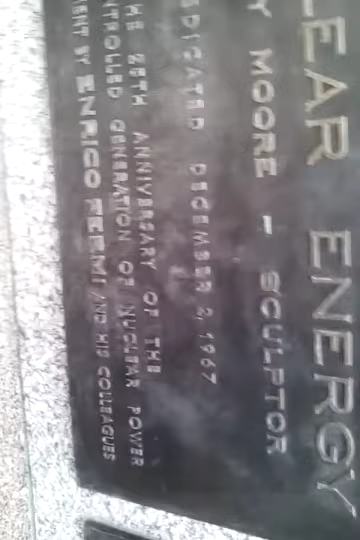 LEAR ENERGY
Y MOORE - SCULPTOR
DEDICATED DECEMBER 2, 1967
HE 25TH ANNIVERSARY OF THE
NTROLLED GENERATION OF NUCLEAR POWER
ENT BY ENRICO FERMI AND HIS COLLEAGUES